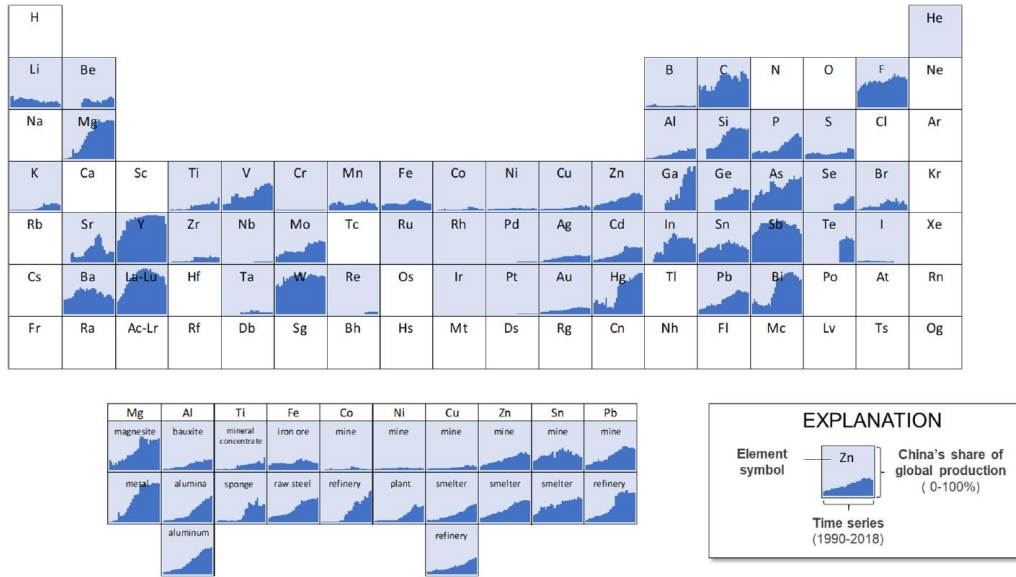 H He
Li Be B C N O F Ne
Na Mg Al Si P S Cl Ar
K Ca Sc Ti V Cr Mn Fe Co Ni Cu Zn Ga Ge As Se Br Kr
Rb Sr Y Zr Nb Mo Tc Ru Rh Pd Ag Cd In Sn Sb Te I Xe
Cs Ba La-Lu Hf Ta W Re Os Ir Pt Au Hg Tl Pb Bi Po At Rn
Fr Ra Ac-Lr Rf Db Sg Bh Hs Mt Ds Rg Cn Nh Fl Mc Lv Ts Og
Mg Al Ti Fe Co Ni Cu Zn Sn Pb
magnesite bauxite mineral concentrate iron ore mine mine mine mine mine mine
metal alumina sponge raw steel refinery plant smelter smelter smelter refinery
aluminum refinery
EXPLANATION
Element
symbol
Zn
China's share of
global production
( 0-100%)
Time series
(1990-2018)